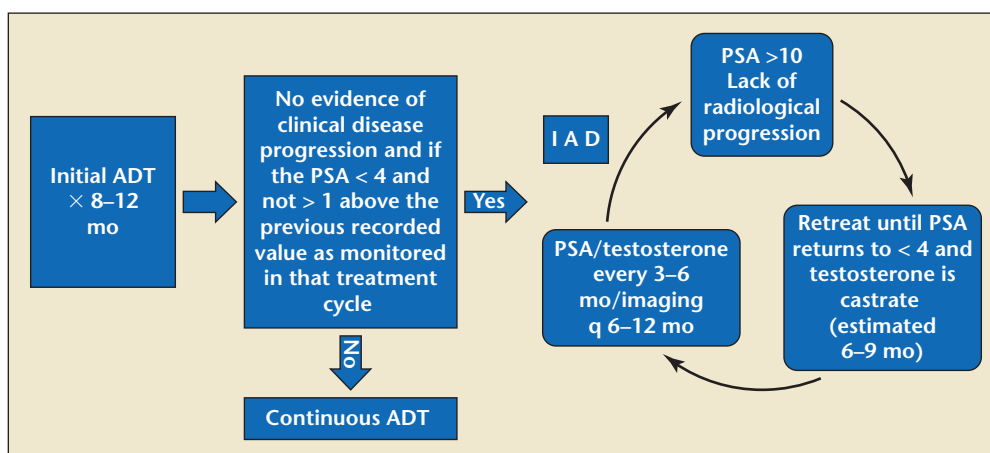 Initial ADT
× 8–12
mo
No evidence of
clinical disease
progression and if
the PSA < 4 and
not > 1 above the
previous recorded
value as monitored
in that treatment
cycle
Yes
No
Continuous ADT
I A D
PSA >10
Lack of
radiological
progression
Retreat until PSA
returns to < 4 and
testosterone is
castrate
(estimated
6–9 mo)
PSA/testosterone
every 3–6
mo/imaging
q 6–12 mo